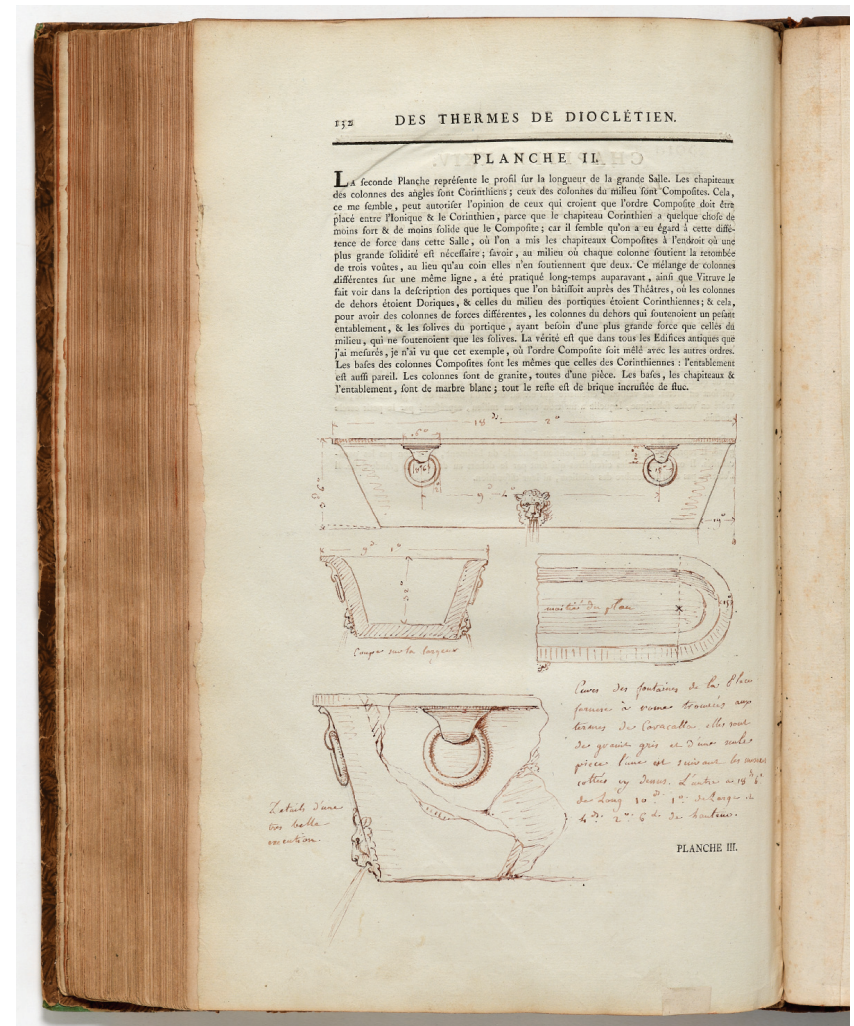 132 DES THERMES DE DIOCLÉTIEN.
PLANCHE II.
LA ſeconde Planche repréſente le profil ſur la longueur de la grande Salle. Les chapiteaux
des colonnes des angles ſont Corinthiens ; ceux des colonnes du milieu ſont Compoſites. Cela,
ce me ſemble, peut autoriſer l'opinion de ceux qui croient que l'ordre Compoſite doit être
placé entre l'Ionique & le Corinthien, parce que le chapiteau Corinthien a quelque choſe de
moins fort & de moins ſolide que le Compoſite ; car il ſemble qu'on a eu égard à cette diffé-
rence de force dans cette Salle, où l'on a mis les chapiteaux Compoſites à l'endroit où une
plus grande ſolidité eſt néceſſaire ; ſavoir, au milieu où chaque colonne ſoutient la retombée
de trois voûtes, au lieu qu'au coin elles n'en ſoutiennent que deux. Ce mélange de colonnes
différentes ſur une même ligne, a été pratiqué long-temps auparavant, ainſi que Vitruve le
fait voir dans la deſcription des portiques que l'on bâtiſſoit auprès des Théâtres, où les colonnes
de dehors étoient Doriques, & celles du milieu des portiques étoient Corinthiennes ; & cela,
pour avoir des colonnes de forces différentes, les colonnes du dehors qui ſoutenoient un peſant
entablement, & les ſolives du portique, ayant beſoin d'une plus grande force que celles du
milieu, qui ne ſoutenoient que les ſolives. La vérité eſt que dans tous les Edifices antiques que
j'ai meſurés, je n'ai vu que cet exemple, où l'ordre Compoſite ſoit mêlé avec les autres ordres.
Les baſes des colonnes Compoſites ſont les mêmes que celles des Corinthiennes : l'entablement
eſt auſſi pareil. Les colonnes ſont de granite, toutes d'une pièce. Les baſes, les chapiteaux &
l'entablement, ſont de marbre blanc ; tout le reſte eſt de brique incruſtée de ſtuc.
18 2
9 4
9 1
moitié du plan
Coupe sur la largeur
Cuves des fontaines de la place
farnese à rome trouvées aux
termes de Caracalla elles sont
de granit gris et d'une seule
piece l'une est suivant les mesures
cottées cy dessus. L'autre a 18
de Long 10 1 de large
4 2 6 de hauteur.
Details d'une
tres belle
execution.
PLANCHE III.